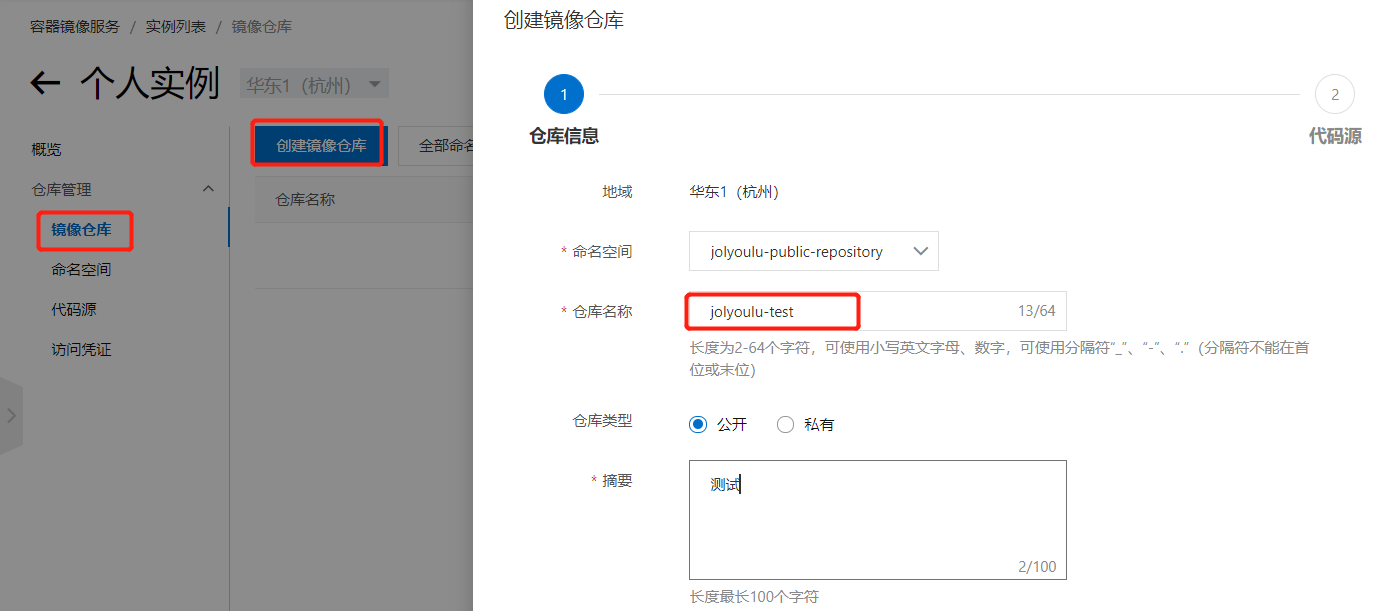 容器镜像服务 / 实例列表 / 镜像仓库
个人实例
华东1（杭州）
概览
仓库管理
镜像仓库
命名空间
代码源
访问凭证
创建镜像仓库
全部命名
仓库名称
创建镜像仓库
1
2
仓库信息
代码源
地域
华东1（杭州）
* 命名空间
jolyoulu-public-repository
* 仓库名称
jolyoulu-test
13/64
长度为2-64个字符，可使用小写英文字母、数字，可使用分隔符“_”、“-”、“.”（分隔符不能在首
位或末位）
仓库类型
公开
私有
* 摘要
测试
2/100
长度最长100个字符